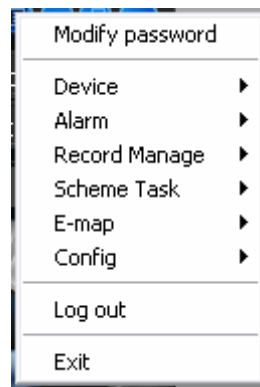 Modify password
Device
Alarm
Record Manage
Scheme Task
E-map
Config
Log out
Exit